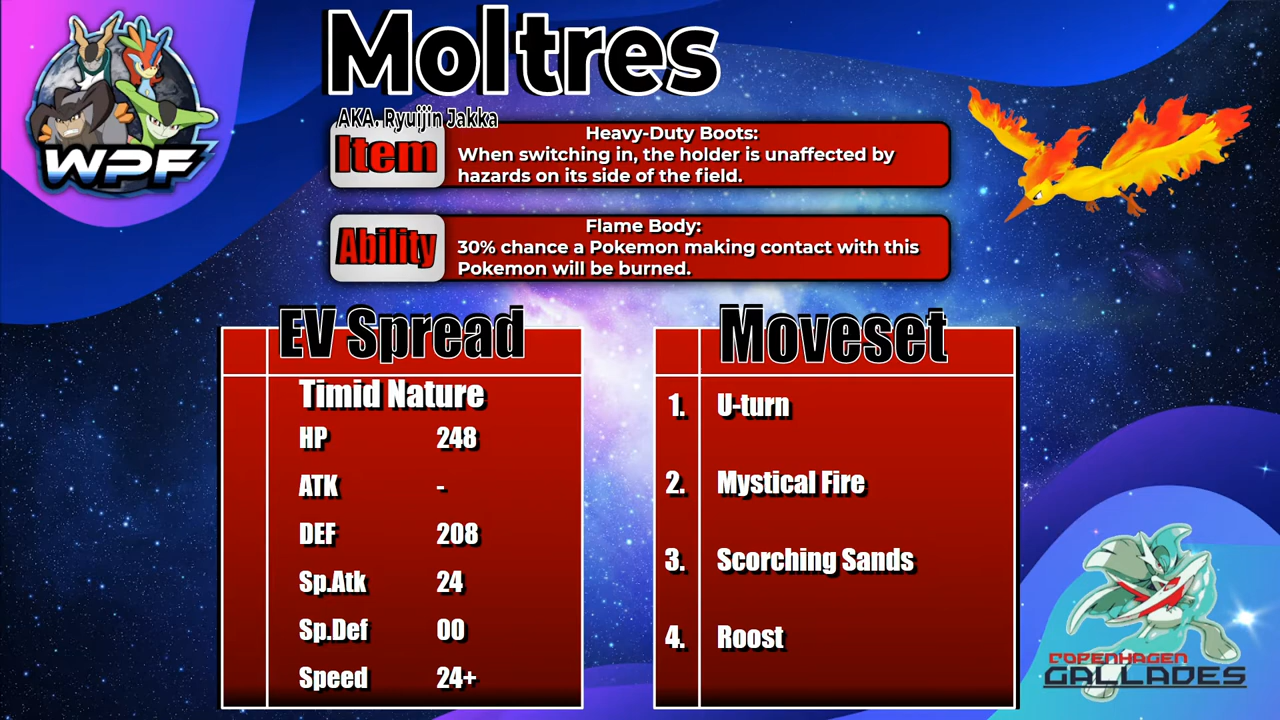 WPF
Moltres
AKA. Ryuijin Jakka
Item
Heavy-Duty Boots:
When switching in, the holder is unaffected by
hazards on its side of the field.
Ability
Flame Body:
30% chance a Pokemon making contact with this
Pokemon will be burned.
EV Spread
Timid Nature
HP 248
ATK -
DEF 208
Sp.Atk 24
Sp.Def 00
Speed 24+
Moveset
1. U-turn
2. Mystical Fire
3. Scorching Sands
4. Roost
COPENHAGEN
GALLADES